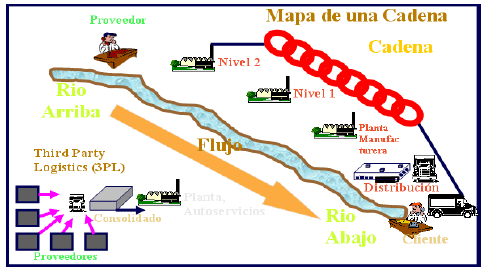 Mapa de una Cadena
Proveedor
Cadena
Nivel 2
Rio
Arriba
Nivel 1
Planta
Manufac
turera
Flujo
Third Party
Logistics (3PL)
Distribución
Planta,
Autoservicios
Consolidado
Rio
Abajo
Cliente
Proveedores